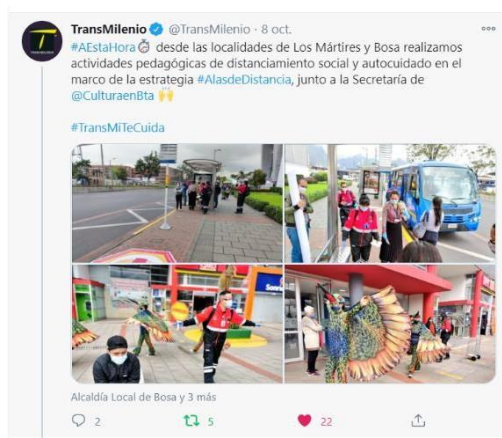 TransMilenio @TransMilenio · 8 oct.
#AEstaHora desde las localidades de Los Mártires y Bosa realizamos
actividades pedagógicas de distanciamiento social y autocuidado en el
marco de la estrategia #AlasdeDistancia, junto a la Secretaría de
@CulturaenBta
#TransMiTeCuida
Alcaldía Local de Bosa y 3 más
2 5 22